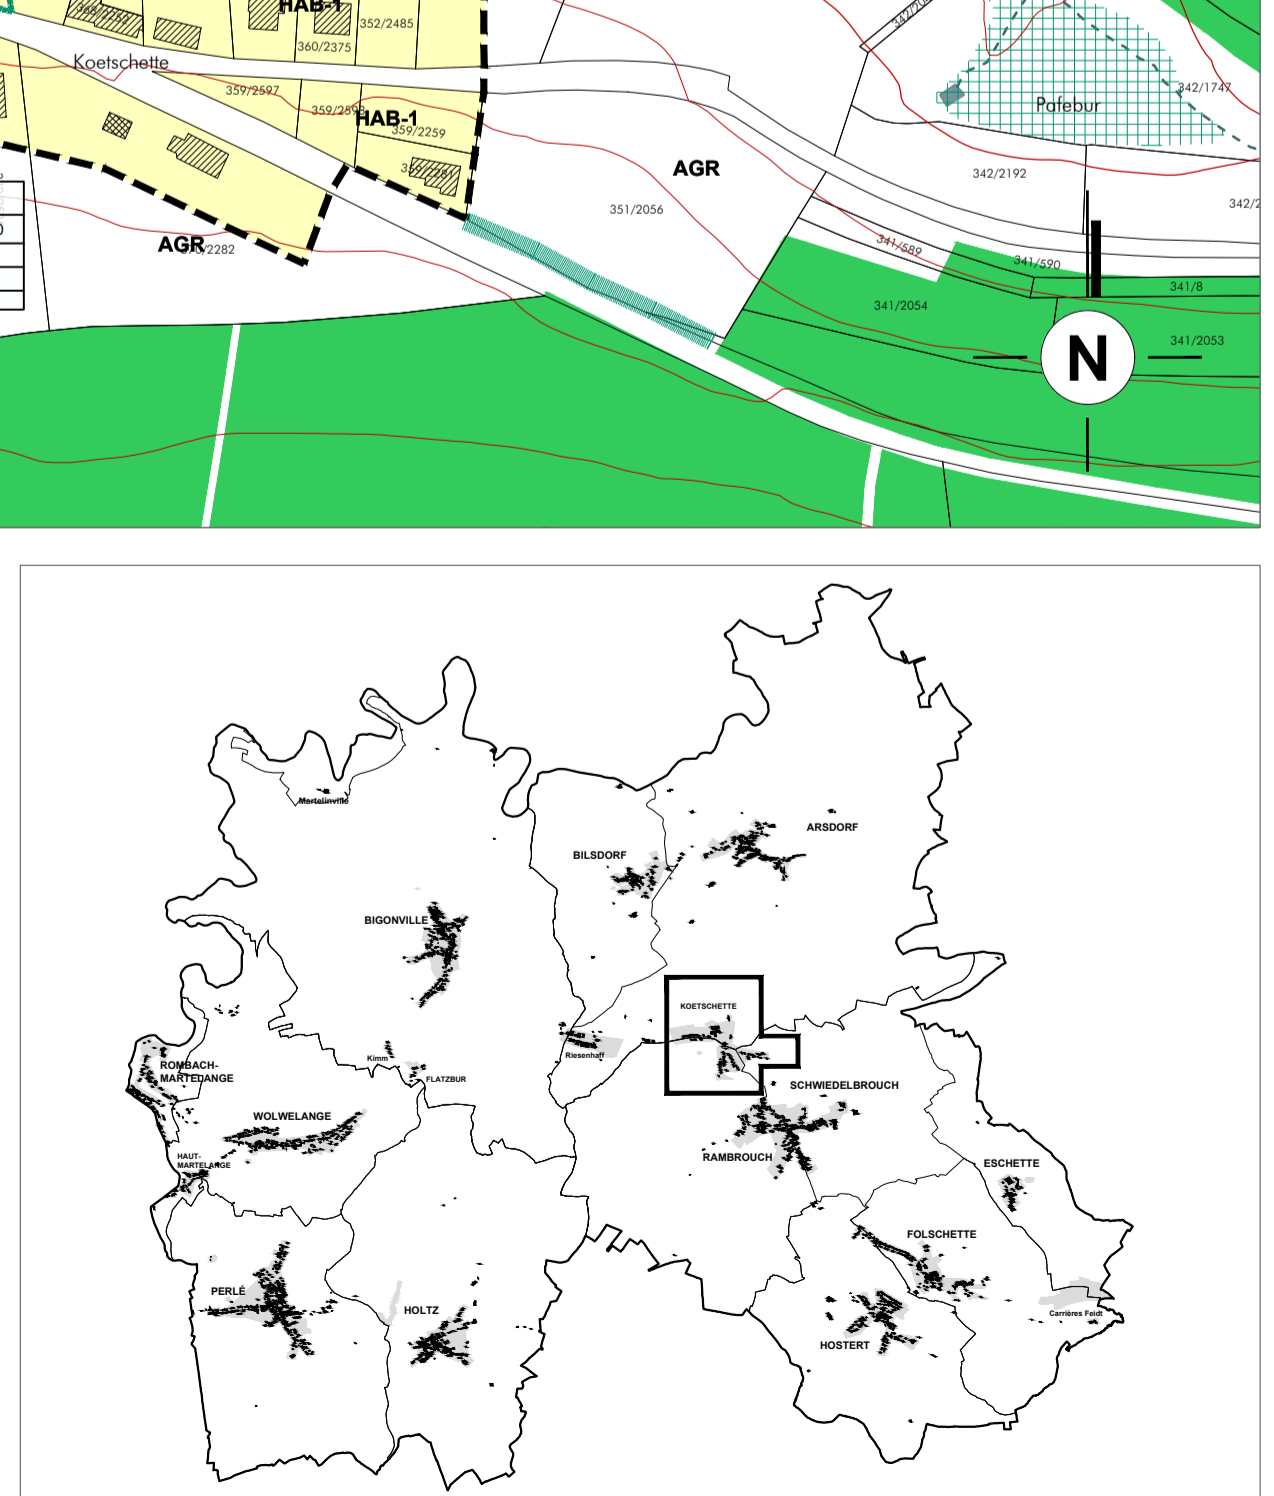 HAB-1
368/2252
352/2485
360/2375
Koetschette
359/2597
HAB-1
359/2259
342/1747
Pafebur
AGR
342/2192
351/2056
AGR
341/589
341/590
341/8
341/2054
341/2053
N
Martelinville
ARSDORF
BILSDORF
BIGONVILLE
KOETSCHETTE
Riesenhaff
Kimm
ROMBACH-
MARTELANGE
FLATZBUR
SCHWIEDELBROUCH
WOLWELANGE
HAUT-
MARTELANGE
RAMBROUCH
ESCHETTE
FOLSCHETTE
PERLÉ
HOLTZ
Carrières Feidt
HOSTERT